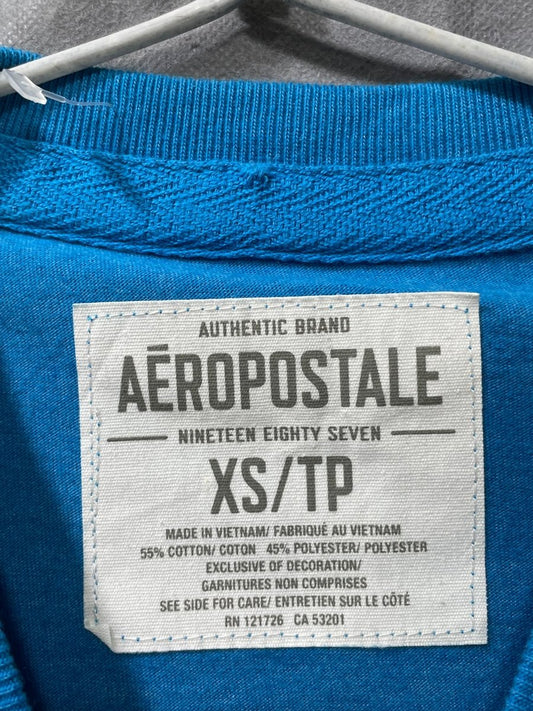 AUTHENTIC BRAND
AĒROPOSTALE
NINETEEN EIGHTY SEVEN
XS/TP
MADE IN VIETNAM/ FABRIQUÉ AU VIETNAM
55% COTTON/ COTON 45% POLYESTER/ POLYESTER
EXCLUSIVE OF DECORATION/
GARNITURES NON COMPRISES
SEE SIDE FOR CARE/ ENTRETIEN SUR LE CÔTÉ
RN 121726 CA 53201